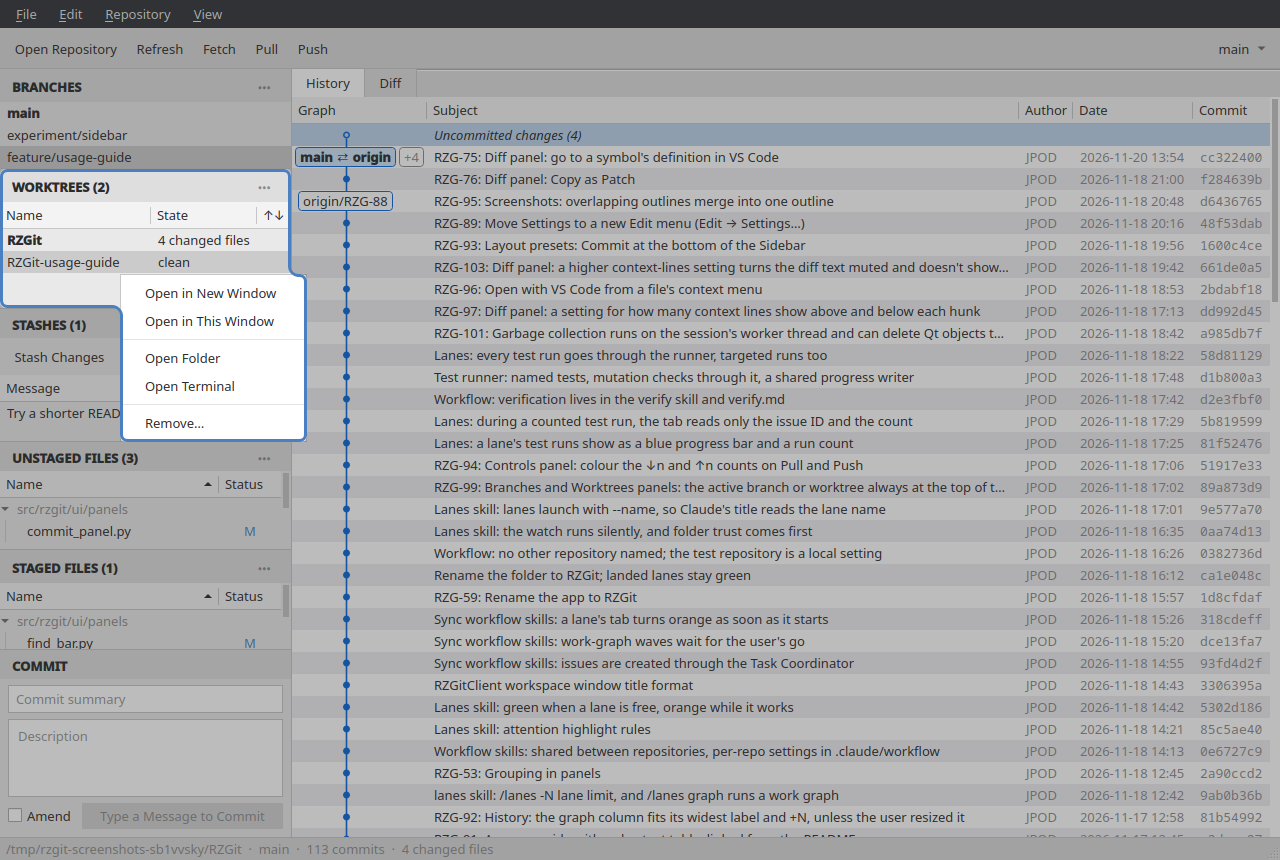 File Edit Repository View
Open Repository Refresh Fetch Pull Push main
BRANCHES
main
experiment/sidebar
feature/usage-guide
WORKTREES (2)
Name State ↑↓
RZGit 4 changed files
RZGit-usage-guide clean
Open in New Window
Open in This Window
Open Folder
Open Terminal
Remove...
STASHES (1)
Stash Changes
Message
Try a shorter READ
UNSTAGED FILES (3)
Name Status
src/rzgit/ui/panels
commit_panel.py M
STAGED FILES (1)
Name Status
src/rzgit/ui/panels
find_bar.py M
COMMIT
Commit summary
Description
Amend Type a Message to Commit
History Diff
Graph Subject Author Date Commit
Uncommitted changes (4)
main ⇄ origin +4 RZG-75: Diff panel: go to a symbol's definition in VS Code JPOD 2026-11-20 13:54 cc322400
RZG-76: Diff panel: Copy as Patch JPOD 2026-11-18 21:00 f284639b
origin/RZG-88 RZG-95: Screenshots: overlapping outlines merge into one outline JPOD 2026-11-18 20:48 d6436765
RZG-89: Move Settings to a new Edit menu (Edit → Settings...) JPOD 2026-11-18 20:16 48f53dab
RZG-93: Layout presets: Commit at the bottom of the Sidebar JPOD 2026-11-18 19:56 1600c4ce
RZG-103: Diff panel: a higher context-lines setting turns the diff text muted and doesn't show... JPOD 2026-11-18 19:42 661de0a5
RZG-96: Open with VS Code from a file's context menu JPOD 2026-11-18 18:53 2bdabf18
RZG-97: Diff panel: a setting for how many context lines show above and below each hunk JPOD 2026-11-18 17:13 dd992d45
RZG-101: Garbage collection runs on the session's worker thread and can delete Qt objects t... JPOD 2026-11-18 18:42 a985db7f
Lanes: every test run goes through the runner, targeted runs too JPOD 2026-11-18 18:22 58d81129
Test runner: named tests, mutation checks through it, a shared progress writer JPOD 2026-11-18 17:48 d1b800a3
Workflow: verification lives in the verify skill and verify.md JPOD 2026-11-18 17:42 d2e3fbf0
Lanes: during a counted test run, the tab reads only the issue ID and the count JPOD 2026-11-18 17:29 5b819599
Lanes: a lane's test runs show as a blue progress bar and a run count JPOD 2026-11-18 17:25 81f52476
RZG-94: Controls panel: colour the ↓n and ↑n counts on Pull and Push JPOD 2026-11-18 17:06 51917e33
RZG-99: Branches and Worktrees panels: the active branch or worktree always at the top of t... JPOD 2026-11-18 17:02 89a873d9
Lanes skill: lanes launch with --name, so Claude's title reads the lane name JPOD 2026-11-18 17:01 9e577a70
Lanes skill: the watch runs silently, and folder trust comes first JPOD 2026-11-18 16:35 0aa74d13
Workflow: no other repository named; the test repository is a local setting JPOD 2026-11-18 16:26 0382736d
Rename the folder to RZGit; landed lanes stay green JPOD 2026-11-18 16:12 ca1e048c
RZG-59: Rename the app to RZGit JPOD 2026-11-18 15:57 1d8cfdaf
Sync workflow skills: a lane's tab turns orange as soon as it starts JPOD 2026-11-18 15:26 318cdeff
Sync workflow skills: work-graph waves wait for the user's go JPOD 2026-11-18 15:20 dce13fa7
Sync workflow skills: issues are created through the Task Coordinator JPOD 2026-11-18 14:55 93fd4d2f
RZGitClient workspace window title format JPOD 2026-11-18 14:43 3306395a
Lanes skill: green when a lane is free, orange while it works JPOD 2026-11-18 14:42 5302d186
Lanes skill: attention highlight rules JPOD 2026-11-18 14:21 85c5ae40
Workflow skills: shared between repositories, per-repo settings in .claude/workflow JPOD 2026-11-18 14:13 0e6727c9
RZG-53: Grouping in panels JPOD 2026-11-18 12:45 2a90ccd2
lanes skill: /lanes -N lane limit, and /lanes graph runs a work graph JPOD 2026-11-18 12:42 9ab0b36b
RZG-92: History: the graph column fits its widest label and +N, unless the user resized it JPOD 2026-11-17 12:58 81b54992
/tmp/rzgit-screenshots-sb1vvsky/RZGit · main · 113 commits · 4 changed files